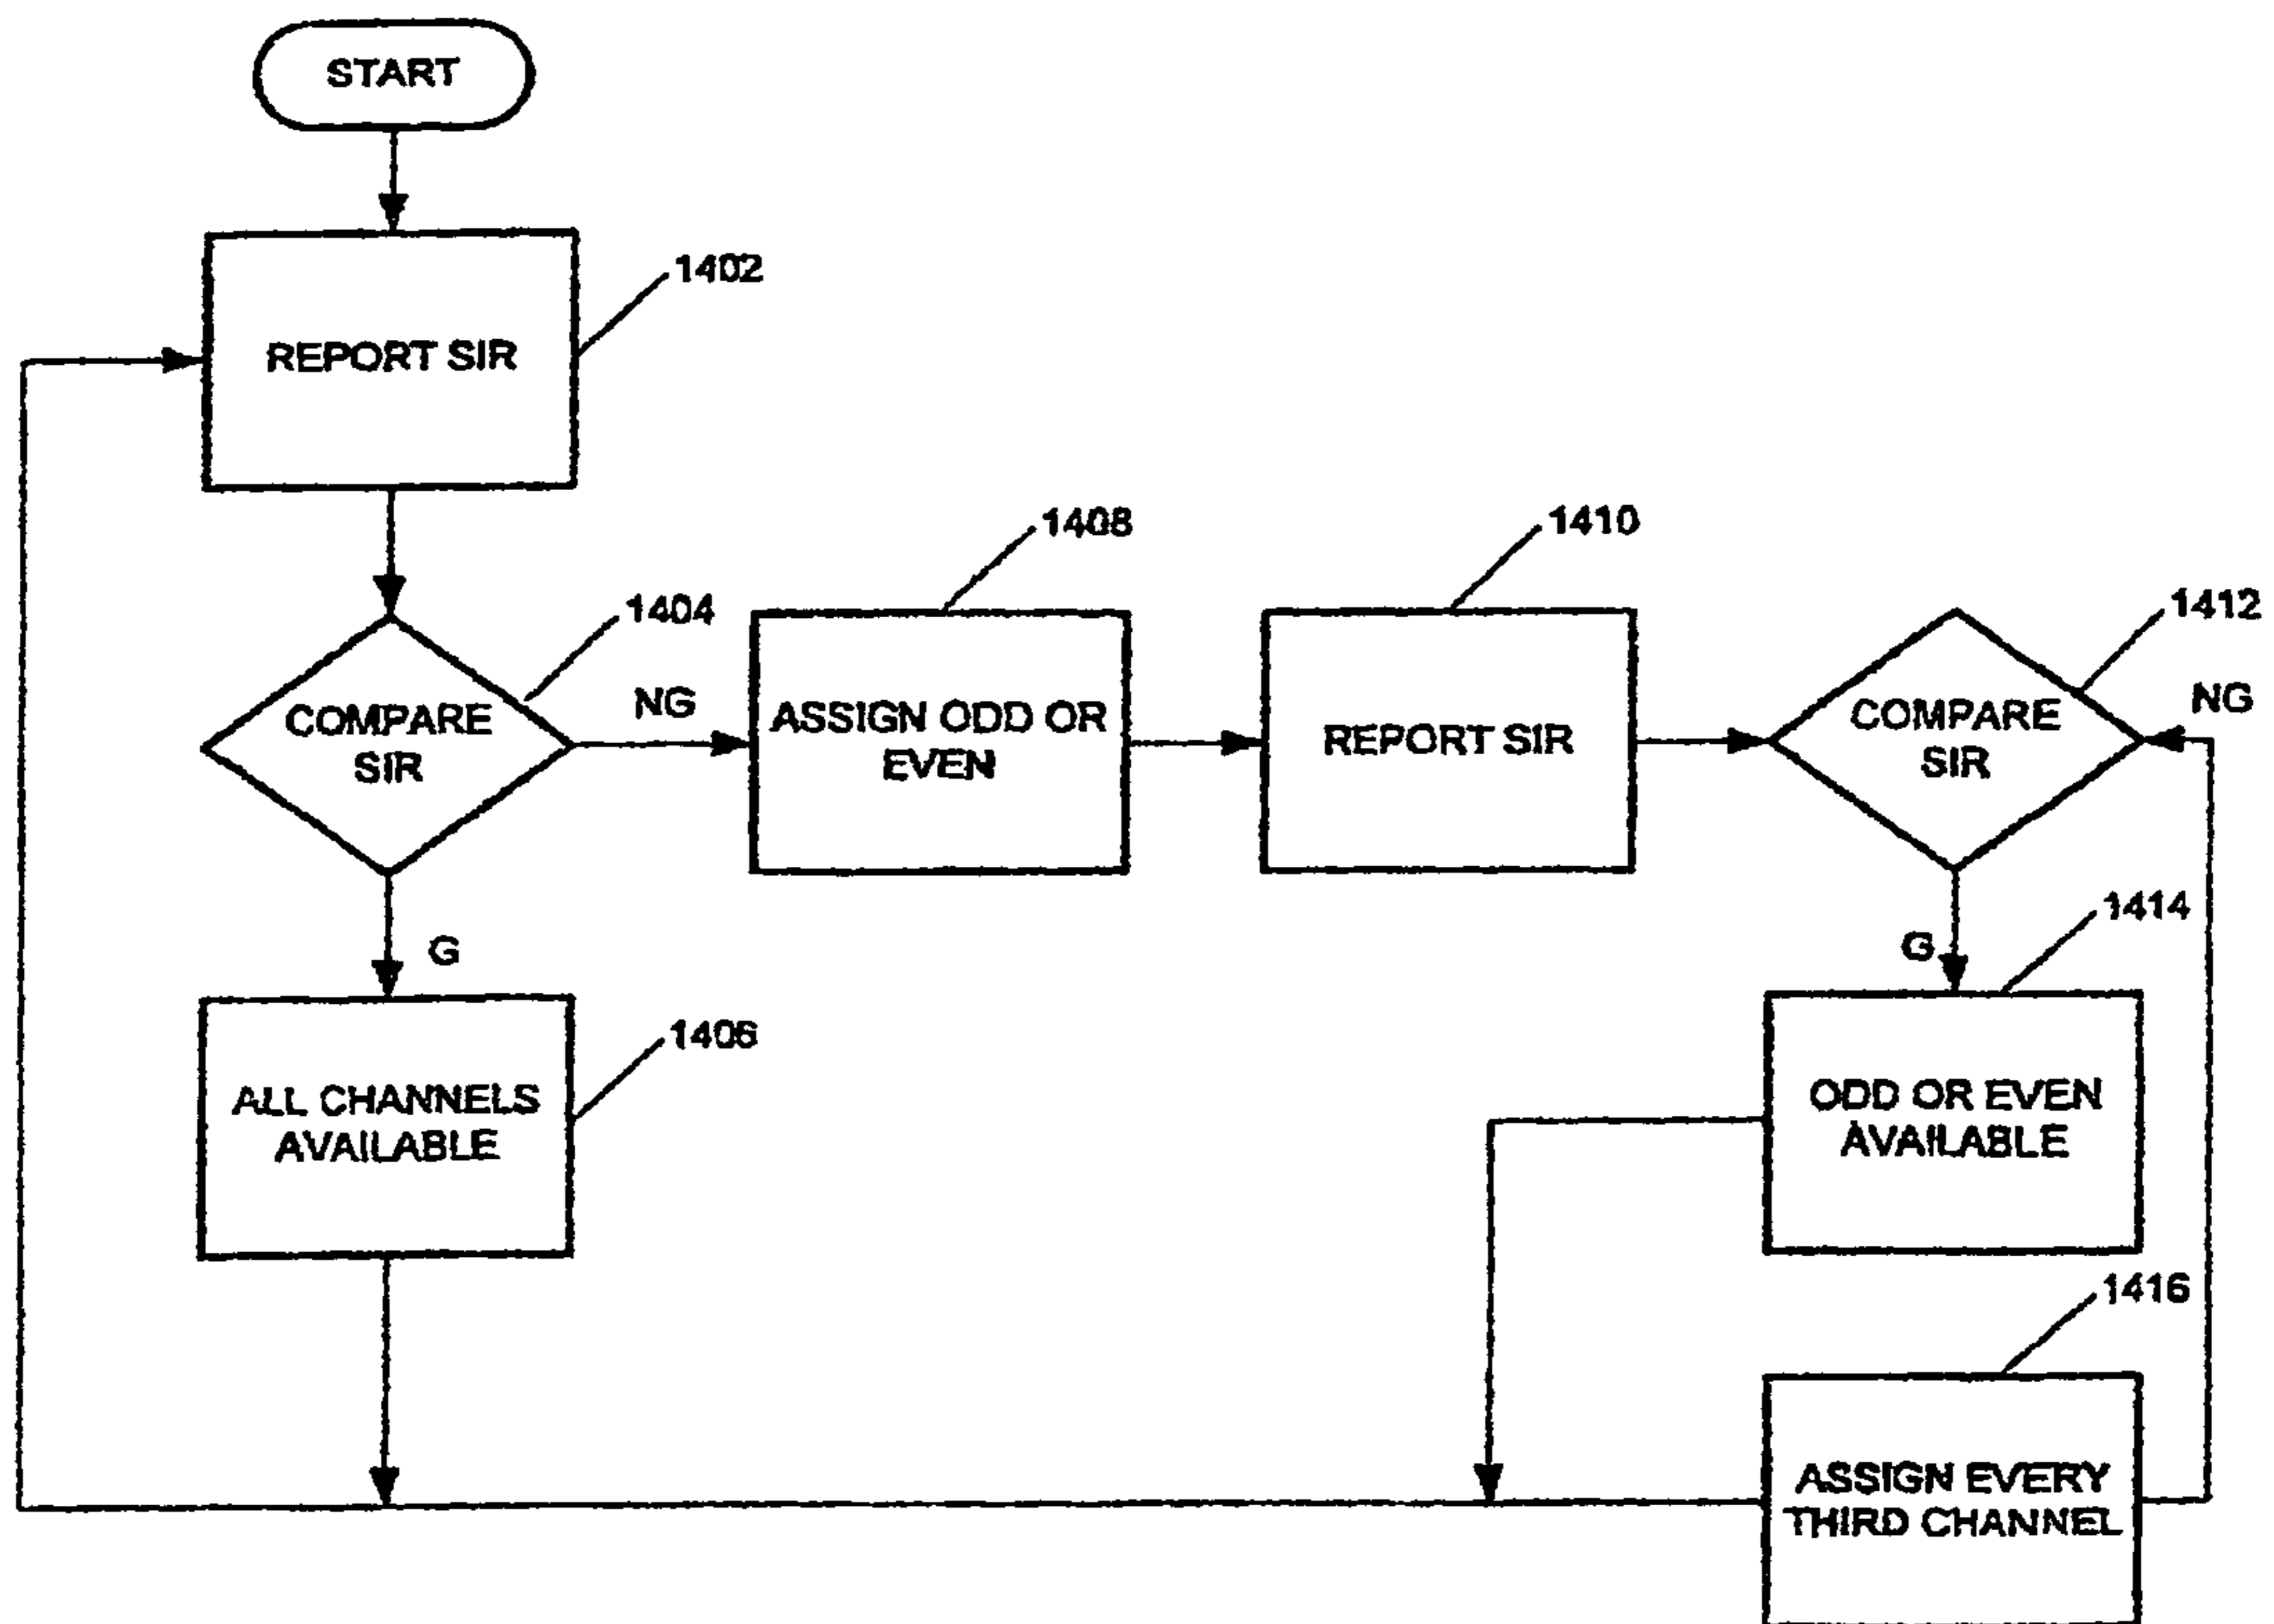 START
REPORT SIR
1402
COMPARE
SIR
1404
NG
G
ALL CHANNELS
AVAILABLE
1406
ASSIGN ODD OR
EVEN
1408
REPORT SIR
1410
COMPARE
SIR
1412
NG
G
ODD OR EVEN
AVAILABLE
1414
ASSIGN EVERY
THIRD CHANNEL
1416